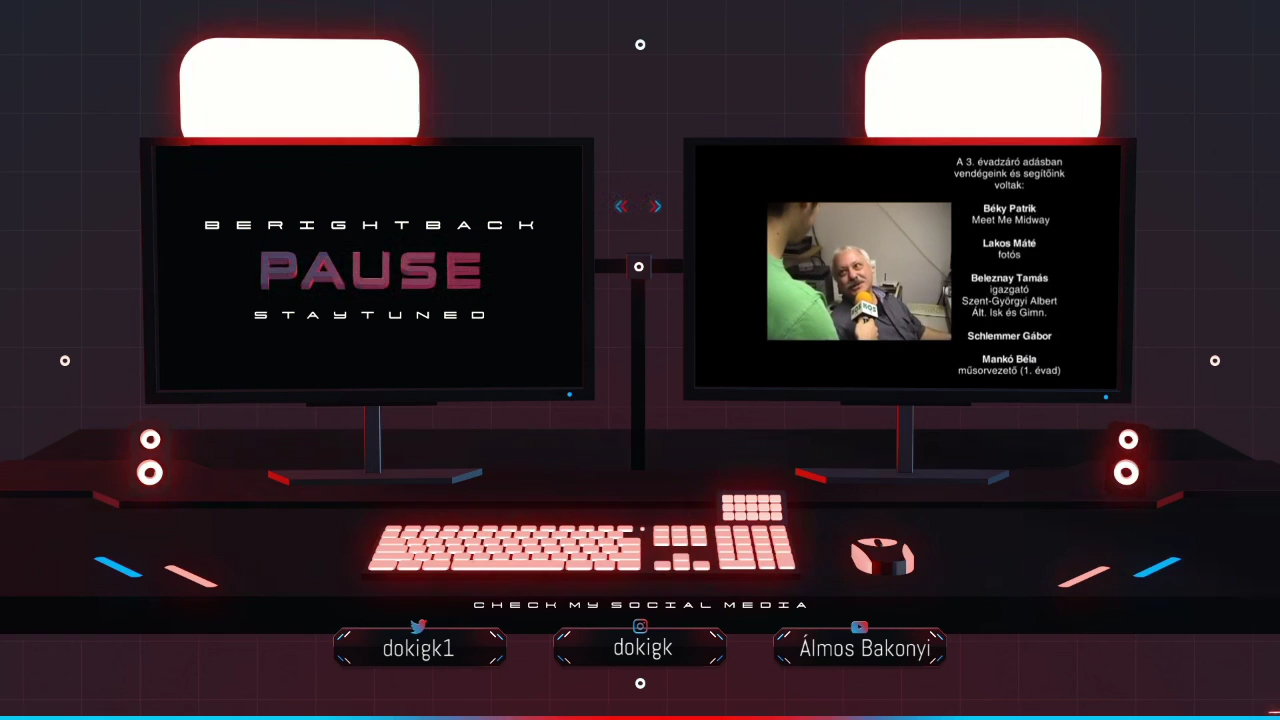 BERIGHTBACK
PAUSE
STAYTUNED
A 3. évadzáró adásban
vendégeink és segítőink
voltak:
Béky Patrik
Meet Me Midway
Lakos Máté
fotós
Beleznay Tamás
igazgató
Szent-Györgyi Albert
Ált. Isk és Gimn.
Schlemmer Gábor
Mankó Béla
műsorvezető (1. évad)
CHECK MY SOCIAL MEDIA
dokigk1
dokigk
Álmos Bakonyi